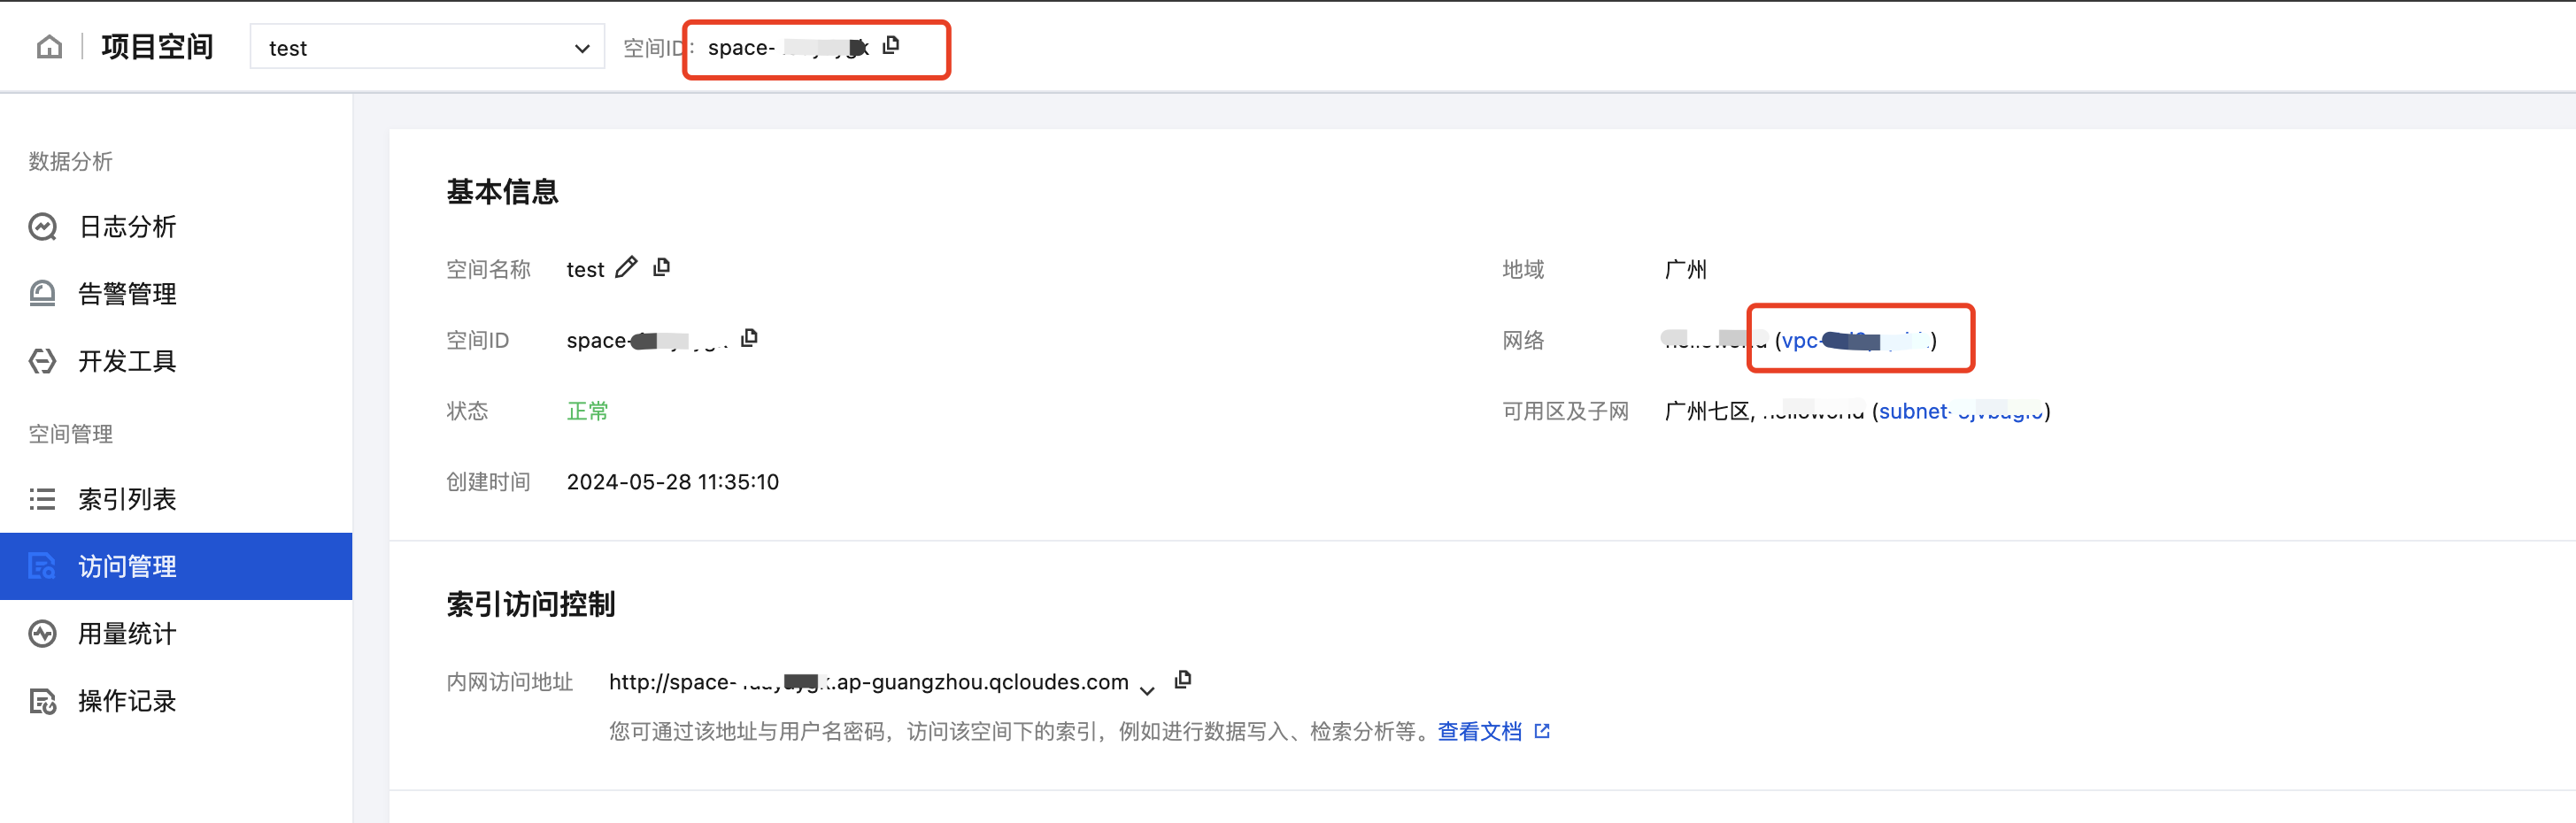 项目空间
test
空间ID:
space-
数据分析
日志分析
告警管理
开发工具
空间管理
索引列表
访问管理
用量统计
操作记录
基本信息
空间名称 test
地域 广州
空间ID space-
网络 (vpc- )
状态 正常
可用区及子网 广州七区, (subnet- )
创建时间 2024-05-28 11:35:10
索引访问控制
内网访问地址 http://space- .ap-guangzhou.qcloudes.com
您可通过该地址与用户名密码，访问该空间下的索引，例如进行数据写入、检索分析等。查看文档